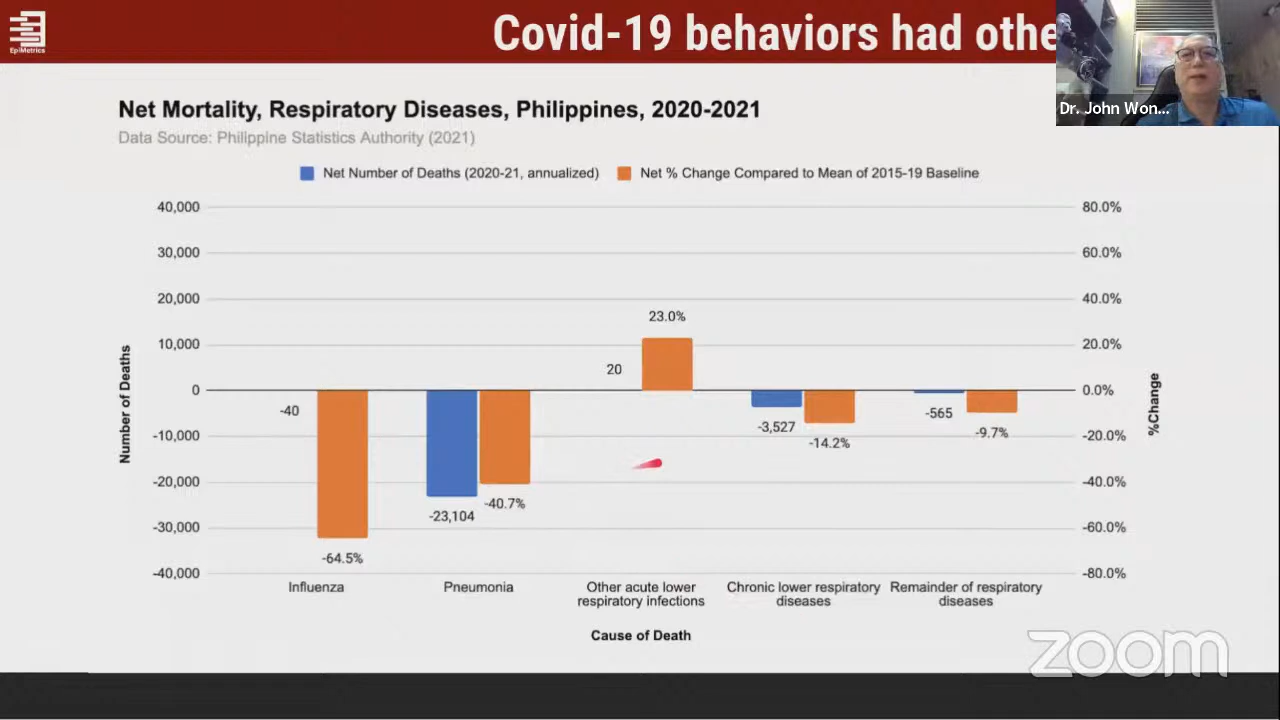 EpiMetrics
Covid-19 behaviors had othe
Dr. John Won...
Net Mortality, Respiratory Diseases, Philippines, 2020-2021
Data Source: Philippine Statistics Authority (2021)
Net Number of Deaths (2020-21, annualized)
Net % Change Compared to Mean of 2015-19 Baseline
40,000
80.0%
30,000
60.0%
20,000
40.0%
23.0%
10,000
20.0%
20
0
0.0%
-40
-3,527
-565
-10,000
-14.2%
-9.7%
-20.0%
-20,000
-40.0%
-23,104
-40.7%
-30,000
-60.0%
-64.5%
-40,000
-80.0%
Number of Deaths
%Change
Influenza
Pneumonia
Other acute lower
respiratory infections
Chronic lower respiratory
diseases
Remainder of respiratory
diseases
Cause of Death
zoom